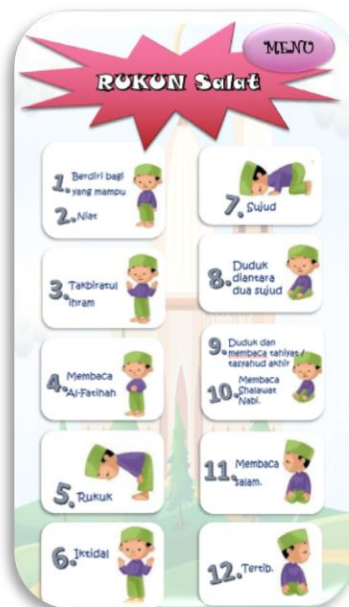 MENU
RUKUN Salat
1. Berdiri bagi
yang mampu
2. Niat
3. Takbiratul
ihram
4. Membaca
Al-Fatihah
5. Rukuk
6. Iktidal
7. Sujud
8. Duduk
diantara
dua sujud
9. Duduk dan
membaca tahiyat /
tasyahud akhir
10. Membaca
Shalawat
Nabi.
11. Membaca
salam.
12. Tertib.